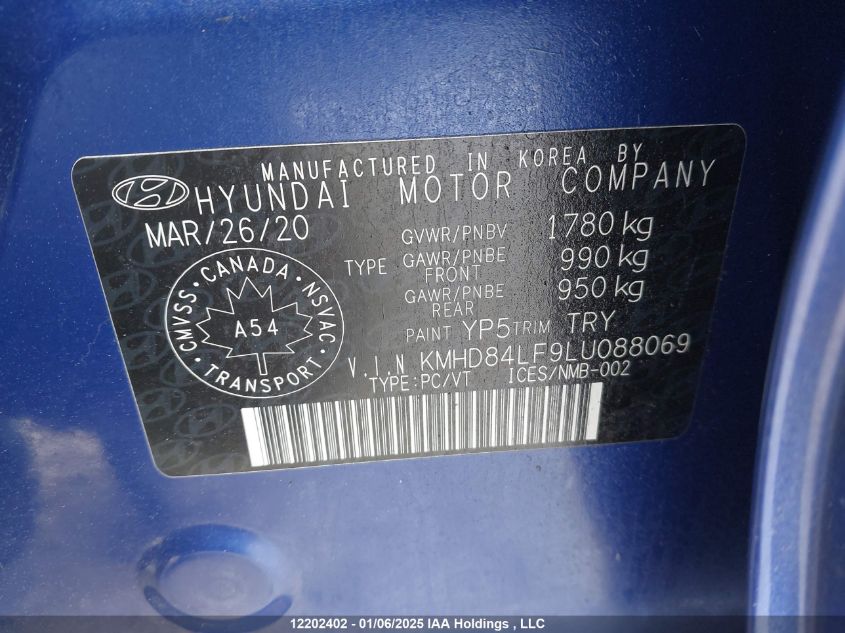 MANUFACTURED IN KOREA BY
HYUNDAI MOTOR COMPANY
MAR/26/20
GVWR/PNBV 1780 kg
TYPE GAWR/PNBE FRONT 990 kg
GAWR/PNBE REAR 950 kg
PAINT YP5 TRIM TRY
V.I.N KMHD84LF9LU088069
TYPE:PC/VT ICES/NMB-002
CMVSS · CANADA · NSVAC
A54
· TRANSPORT ·
12202402 - 01/06/2025 IAA Holdings , LLC